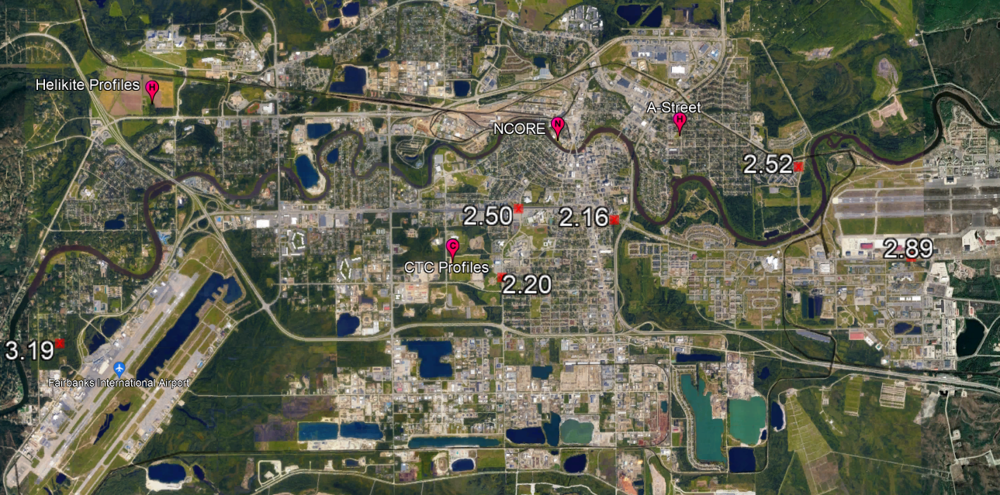 Helikite Profiles
H
A-Street
H
NCORE
N
2.52
2.50
2.16
C
CTC Profiles
2.89
2.20
3.19
Fairbanks International Airport